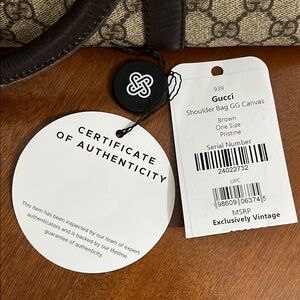 CERTIFICATE
OF AUTHENTICITY
This item has been inspected by our team of expert
authenticators and is backed by our lifetime
guarantee of authenticity.
939
Gucci
Shoulder Bag GG Canvas
Brown
One Size
Pristine
Serial Number
24022732
UPC
98609 06374 5
MSRP
Exclusively Vintage